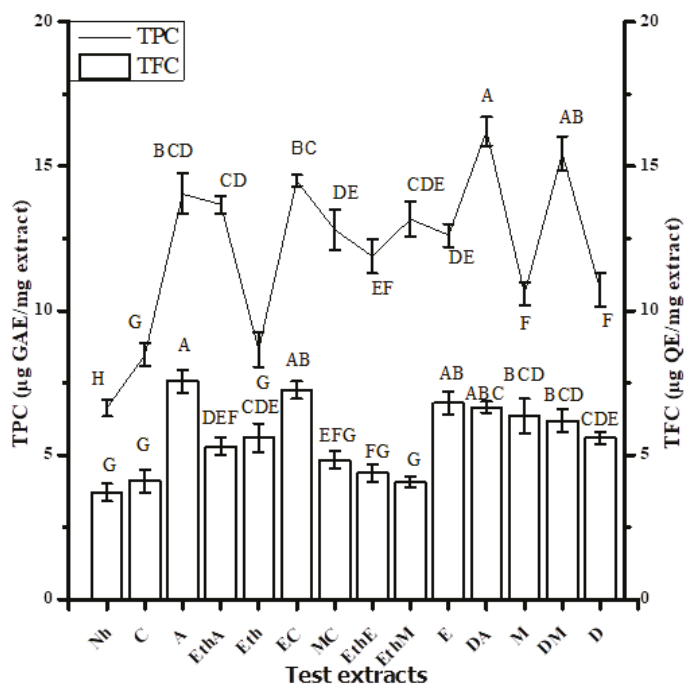 TPC
TFC
20
15
10
5
0
TPC (µg GAE/mg extract)
20
15
10
5
0
TFC (µg QE/mg extract)
H
G
BCD
CD
G
BC
DE
EF
CDE
DE
A
F
AB
F
G
G
A
DEF
CDE
AB
EFG
FG
G
AB
ABC
BCD
BCD
CDE
Nh
C
A
EthA
Eth
EC
MC
EthE
EthM
E
DA
M
DM
D
Test extracts